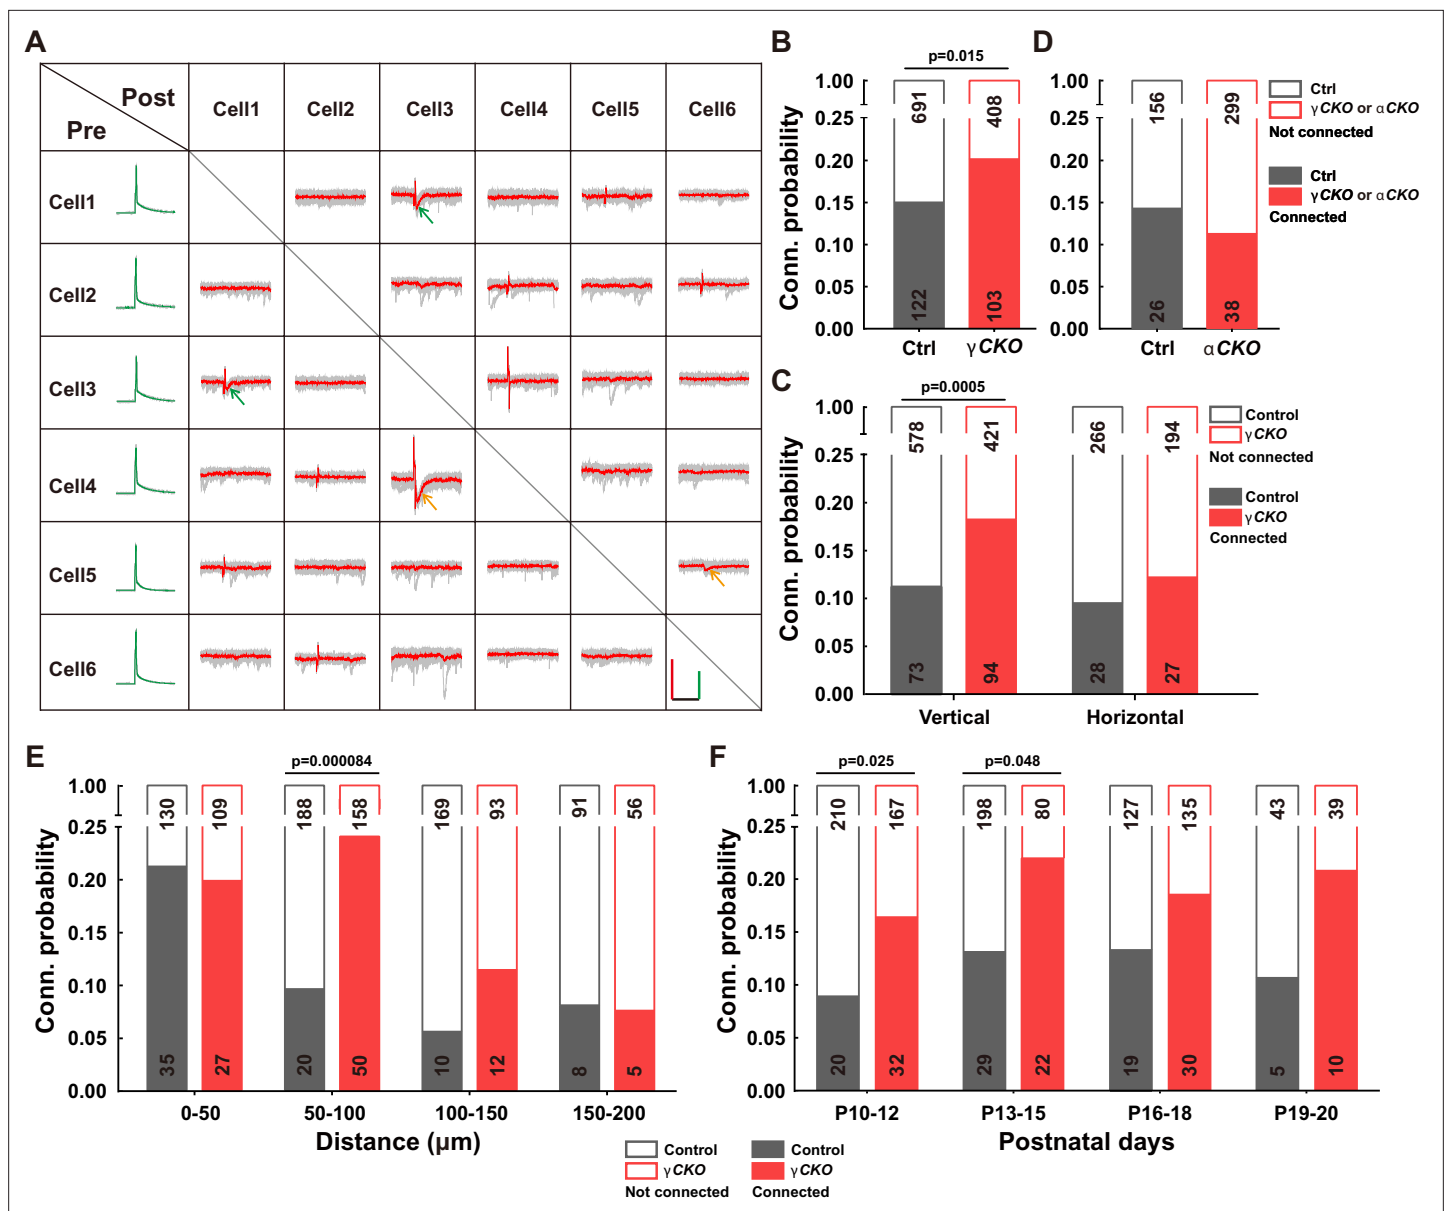 A
Post
Pre
Cell1
Cell2
Cell3
Cell4
Cell5
Cell6
Cell1
Cell2
Cell3
Cell4
Cell5
Cell6
B
p=0.015
Conn. probability
1.00
0.25
0.20
0.15
0.10
0.05
0.00
691
408
122
103
Ctrl
γCKO
D
1.00
0.25
0.20
0.15
0.10
0.05
0.00
156
299
26
38
Ctrl
αCKO
Ctrl
γCKO or αCKO
Not connected
Ctrl
γCKO or αCKO
Connected
C
p=0.0005
Conn. probability
1.00
0.25
0.20
0.15
0.10
0.05
0.00
578
421
266
194
73
94
28
27
Vertical
Horizontal
Control
γCKO
Not connected
Control
γCKO
Connected
E
p=0.000084
Conn. probability
1.00
0.25
0.20
0.15
0.10
0.05
0.00
130
109
188
158
169
93
91
56
35
27
20
50
10
12
8
5
0-50
50-100
100-150
150-200
Distance (μm)
F
p=0.025
p=0.048
Conn. probability
1.00
0.25
0.20
0.15
0.10
0.05
0.00
210
167
198
80
127
135
43
39
20
32
29
22
19
30
5
10
P10-12
P13-15
P16-18
P19-20
Postnatal days
Control
γCKO
Not connected
Control
γCKO
Connected